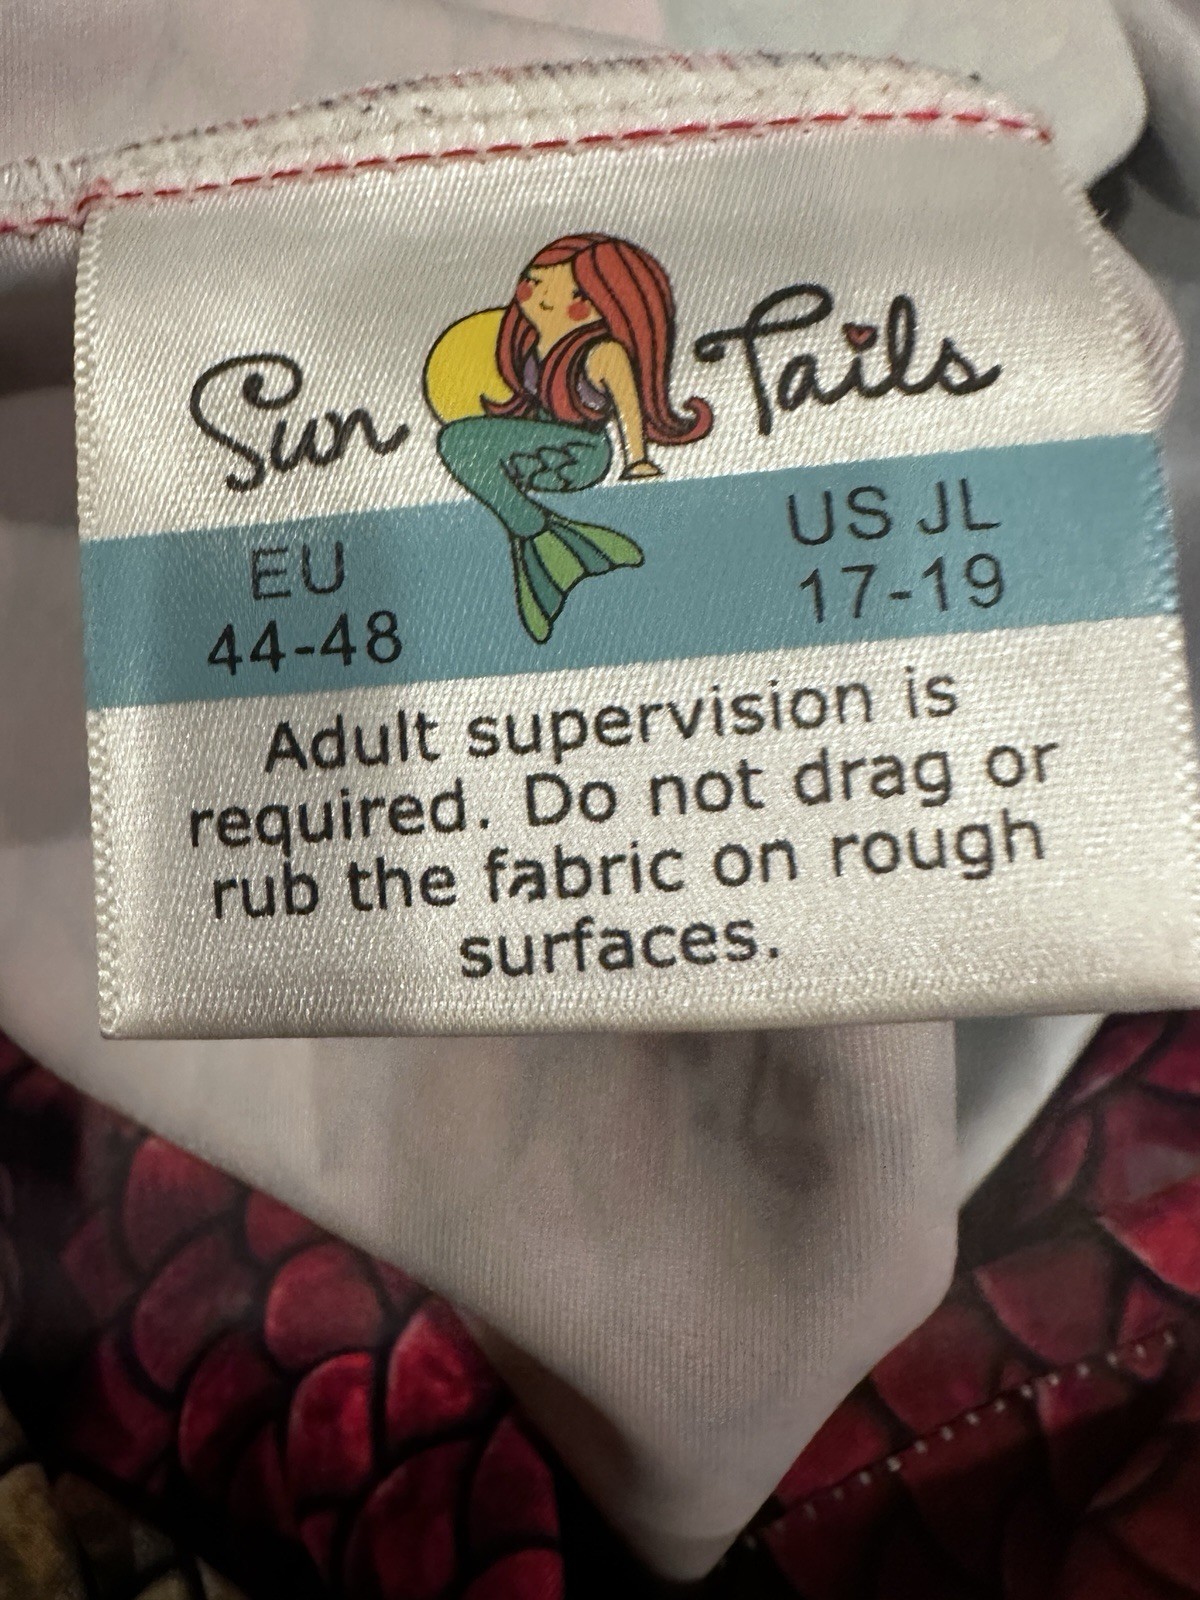 Sun Tails
EU
44-48
US JL
17-19
Adult supervision is
required. Do not drag or
rub the fabric on rough
surfaces.